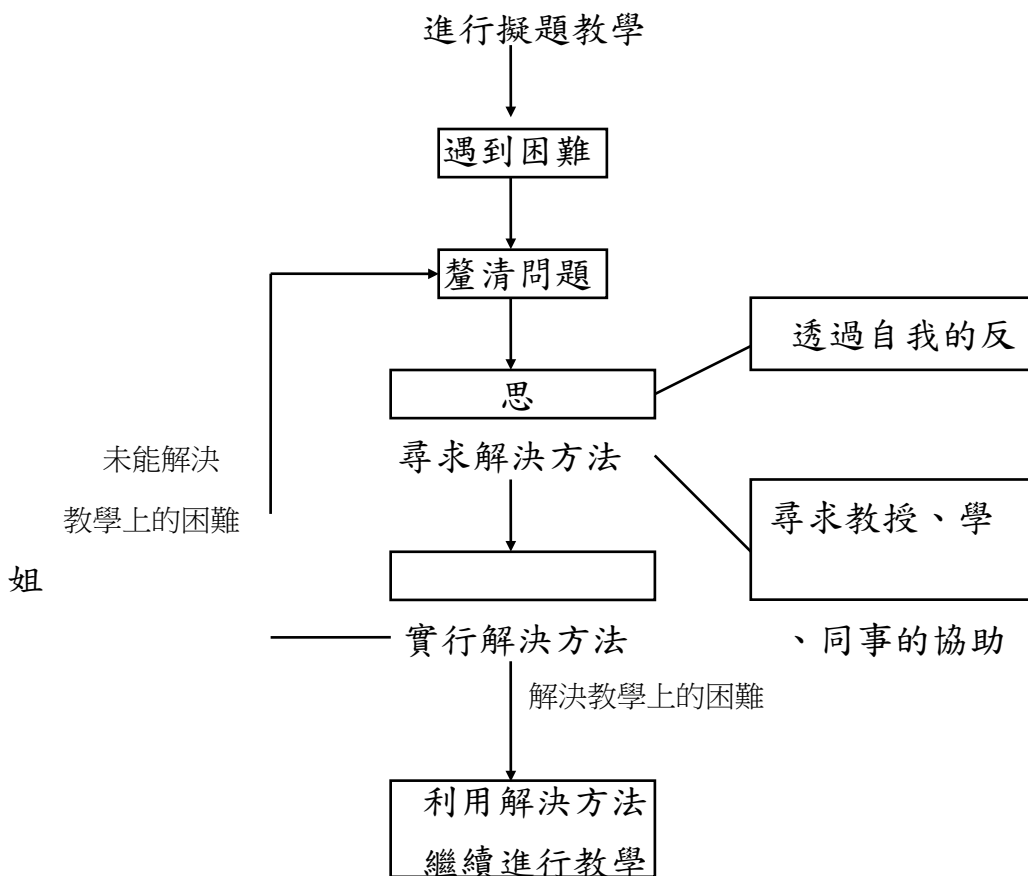 進行擬題教學
遇到困難
釐清問題
透過自我的反
思
未能解決
尋求解決方法
教學上的困難
尋求教授、學
姐
實行解決方法
、同事的協助
解決教學上的困難
利用解決方法
繼續進行教學